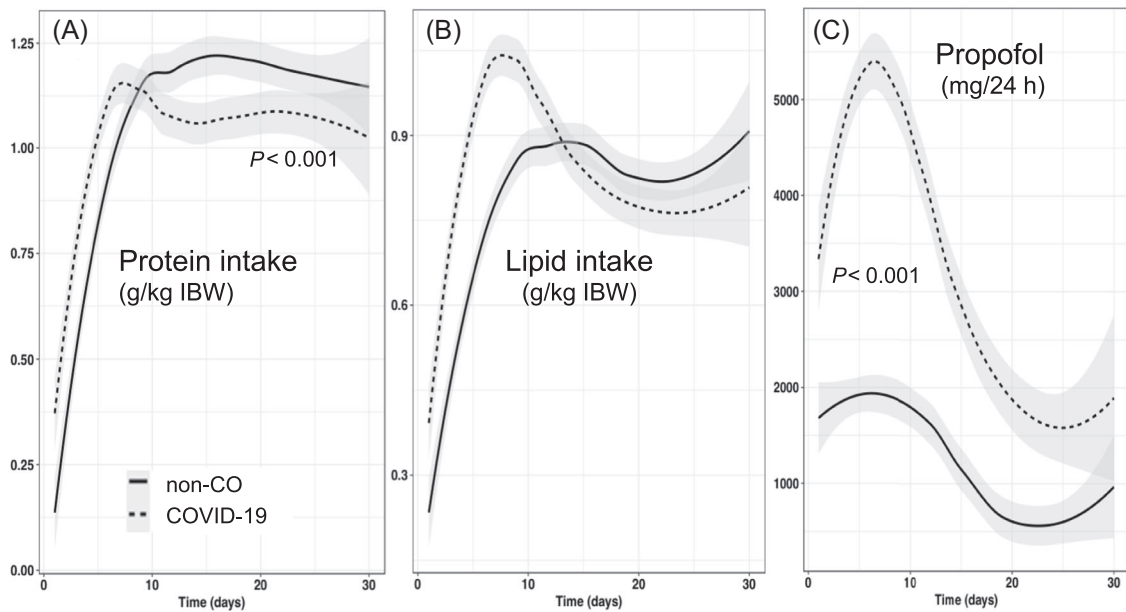 (A)
1.25
1.00
0.75
0.50
0.25
0.00
P< 0.001
Protein intake
(g/kg IBW)
non-CO
COVID-19
0
10
20
30
Time (days)
(B)
0.9
0.6
0.3
Lipid intake
(g/kg IBW)
0
10
20
30
Time (days)
(C)
Propofol
(mg/24 h)
5000
4000
3000
2000
1000
P< 0.001
0
10
20
30
Time (days)